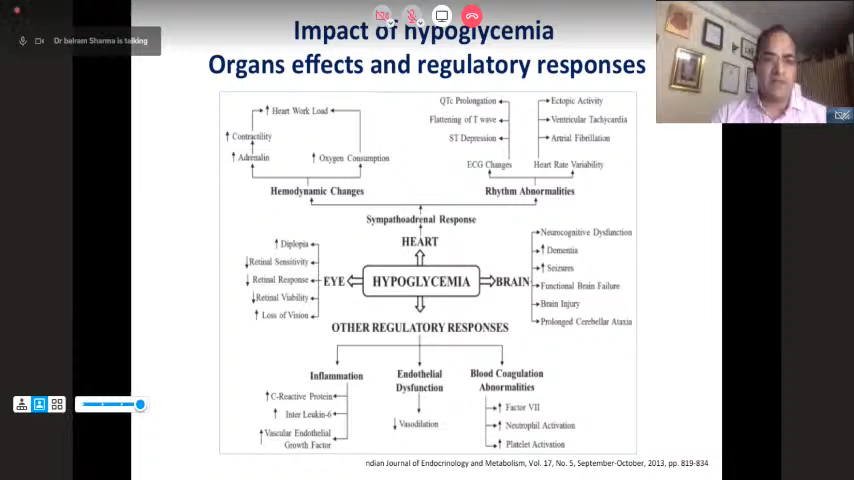 Impact of hypoglycemia
Organs effects and regulatory responses
Dr belram Sharma is talking
↑ Heart Work Load
↑ Contractility
↑ Adrenalin
↑ Oxygen Consumption
Hemodynamic Changes
QTc Prolongation
Flattening of T wave
ST Depression
ECG Changes
Ectopic Activity
Ventricular Tachycardia
Artrial Fibrillation
Heart Rate Variability
Rhythm Abnormalities
Sympathoadrenal Response
HEART
↑ Diplopia
↓Retinal Sensitivity
↓ Retinal Response
↓Retinal Viability
↑ Loss of Vision
EYE
HYPOGLYCEMIA
BRAIN
Neurocognitive Dysfunction
↑ Dementia
↑ Seizures
Functional Brain Failure
Brain Injury
Prolonged Cerebellar Ataxia
OTHER REGULATORY RESPONSES
Inflammation
↑C-Reactive Protein
↑ Inter Leukin-6
↑Vascular Endothelial
Growth Factor
Endothelial
Dysfunction
↓ Vasodilation
Blood Coagulation
Abnormalities
↑ Factor VII
↑ Neutrophil Activation
↑ Platelet Activation
ndian Journal of Endocrinology and Metabolism, Vol. 17, No. 5, September-October, 2013, pp. 819-834